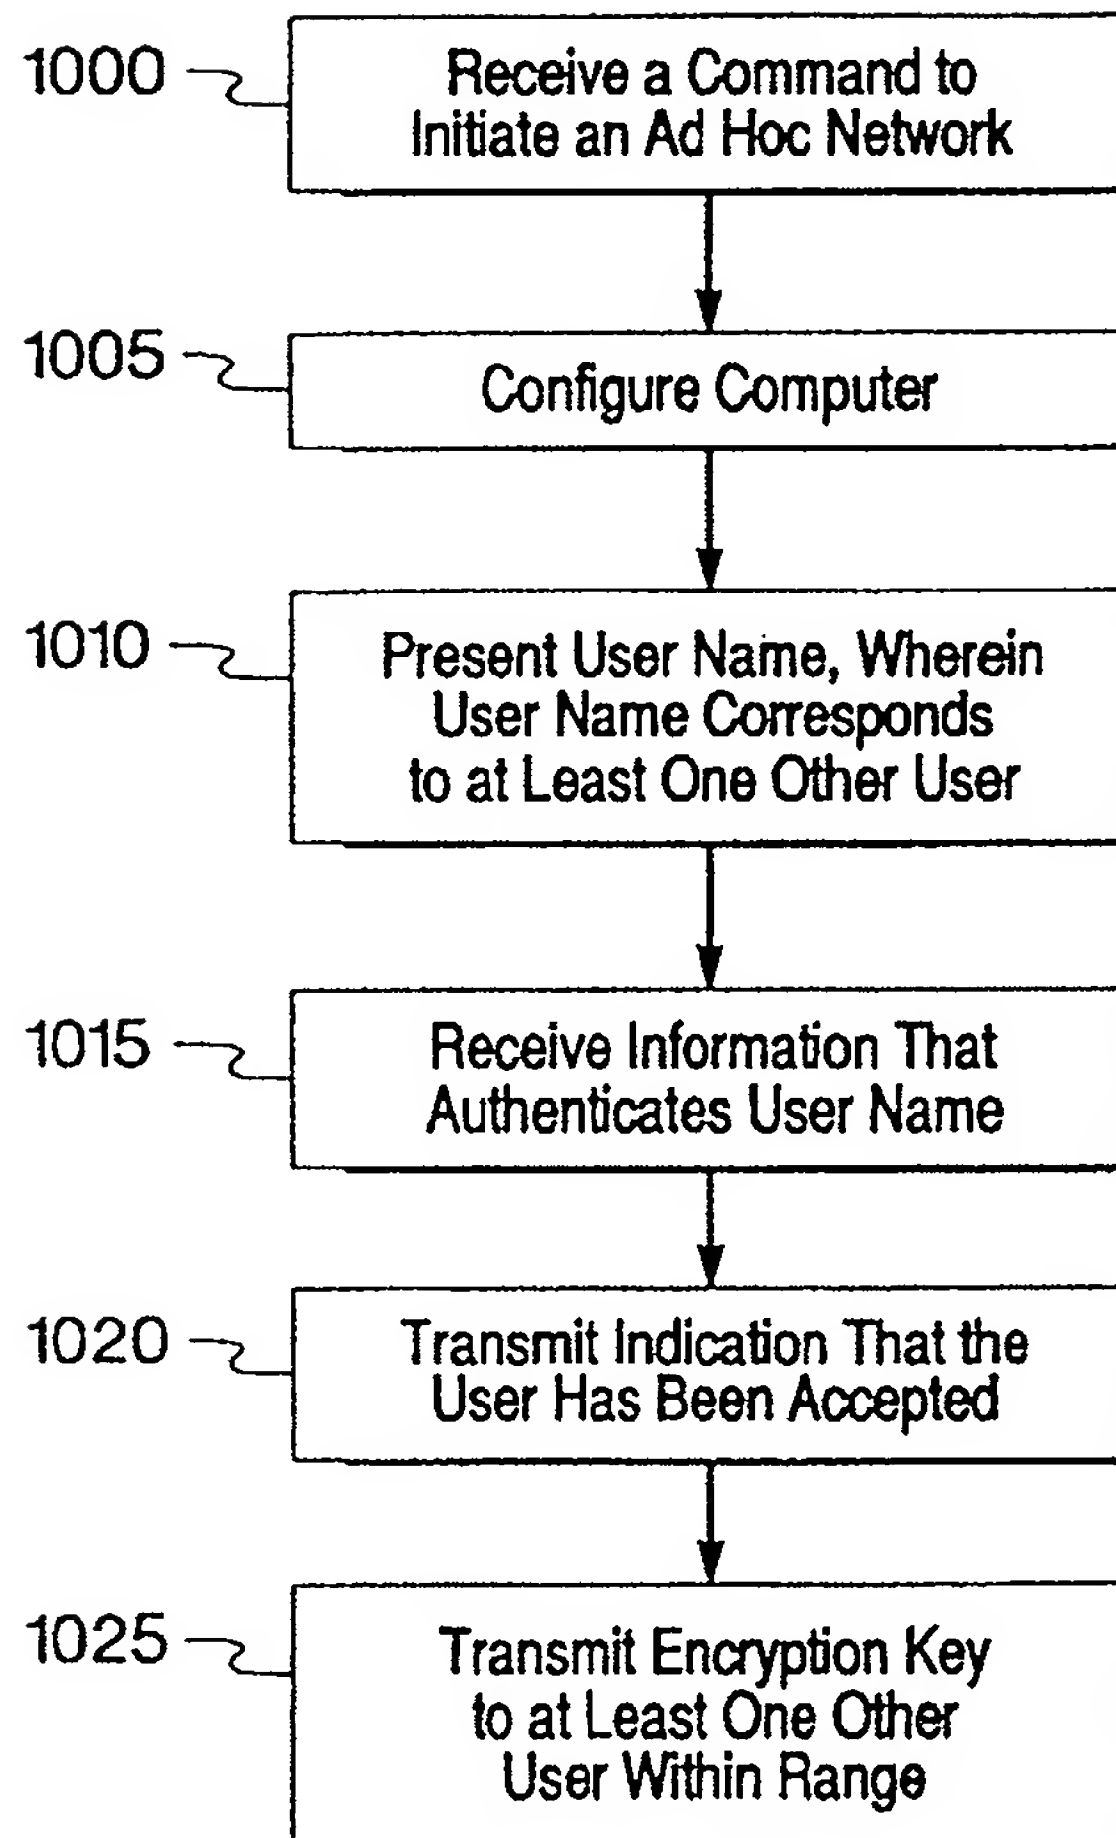 1000
Receive a Command to
Initiate an Ad Hoc Network
1005
Configure Computer
1010
Present User Name, Wherein
User Name Corresponds
to at Least One Other User
1015
Receive Information That
Authenticates User Name
1020
Transmit Indication That the
User Has Been Accepted
1025
Transmit Encryption Key
to at Least One Other
User Within Range